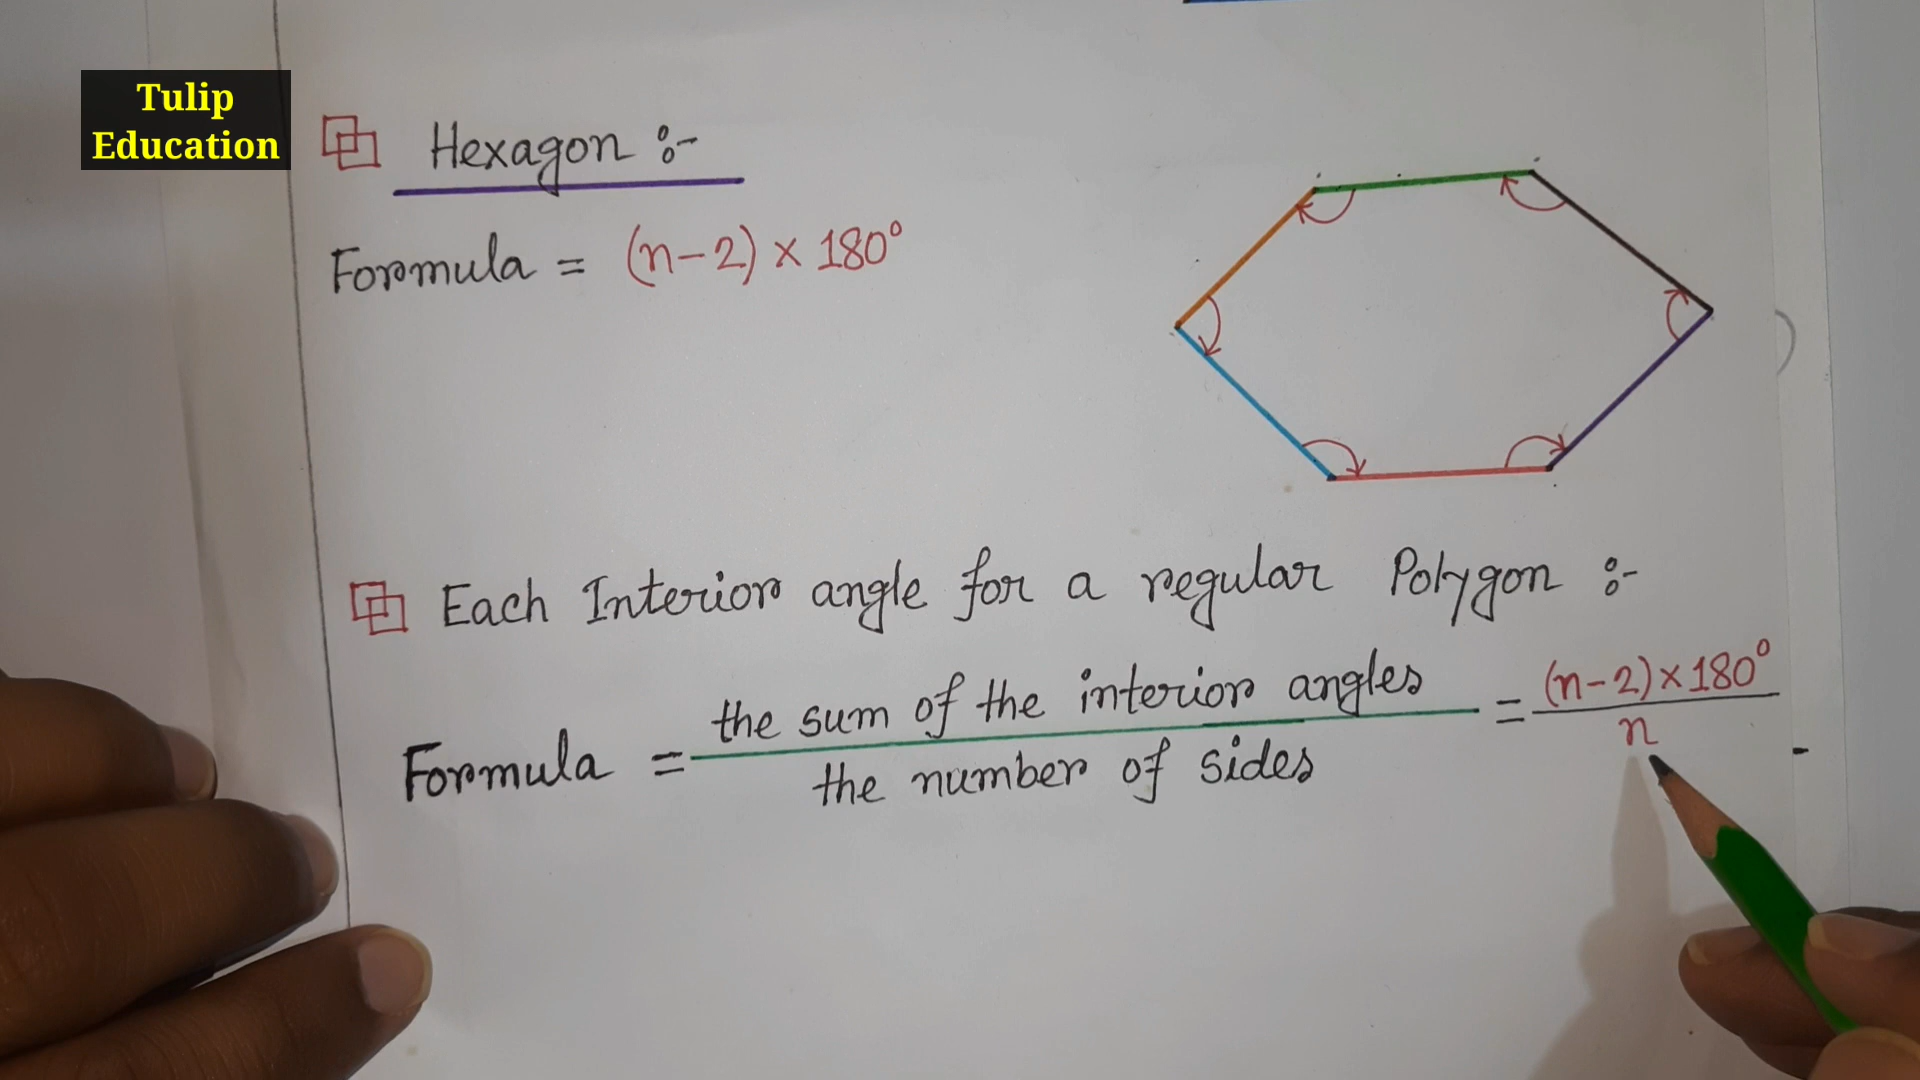 Tulip
Education
Hexagon :-
Formula = (n-2) × 180°
Each Interior angle for a regular Polygon :-
Formula = the sum of the interior angles / the number of sides = (n-2) × 180° / n